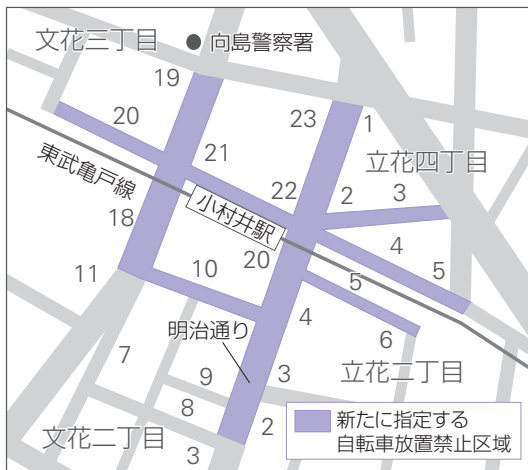 文花三丁目
向島警察署
19
20
23
1
21
立花四丁目
東武亀戸線
22
2
3
小村井駅
18
4
11
10
20
5
5
明治通り
4
6
7
9
3
立花二丁目
8
2
文花二丁目
3
新たに指定する
自転車放置禁止区域